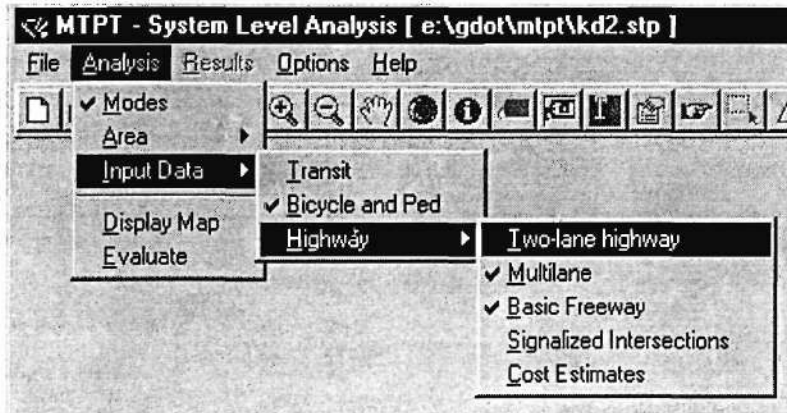 MTPT - System Level Analysis [ e:\gdot\mtpt\kd2.stp ]
File Analysis Results Options Help
Modes
Area
Input Data
Display Map
Evaluate
Transit
Bicycle and Ped
Highway
Two-lane highway
Multilane
Basic Freeway
Signalized Intersections
Cost Estimates